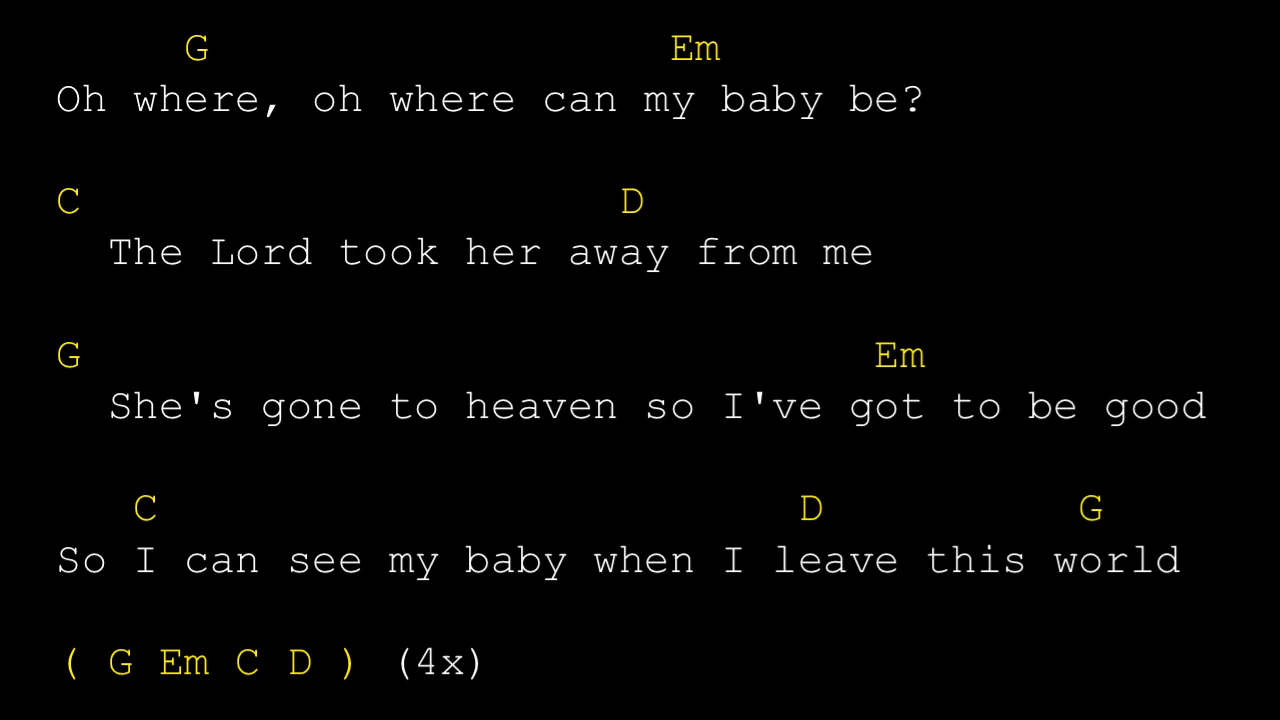 G Em
Oh where, oh where can my baby be?
C D
The Lord took her away from me
G Em
She's gone to heaven so I've got to be good
C D G
So I can see my baby when I leave this world
( G Em C D ) (4x)